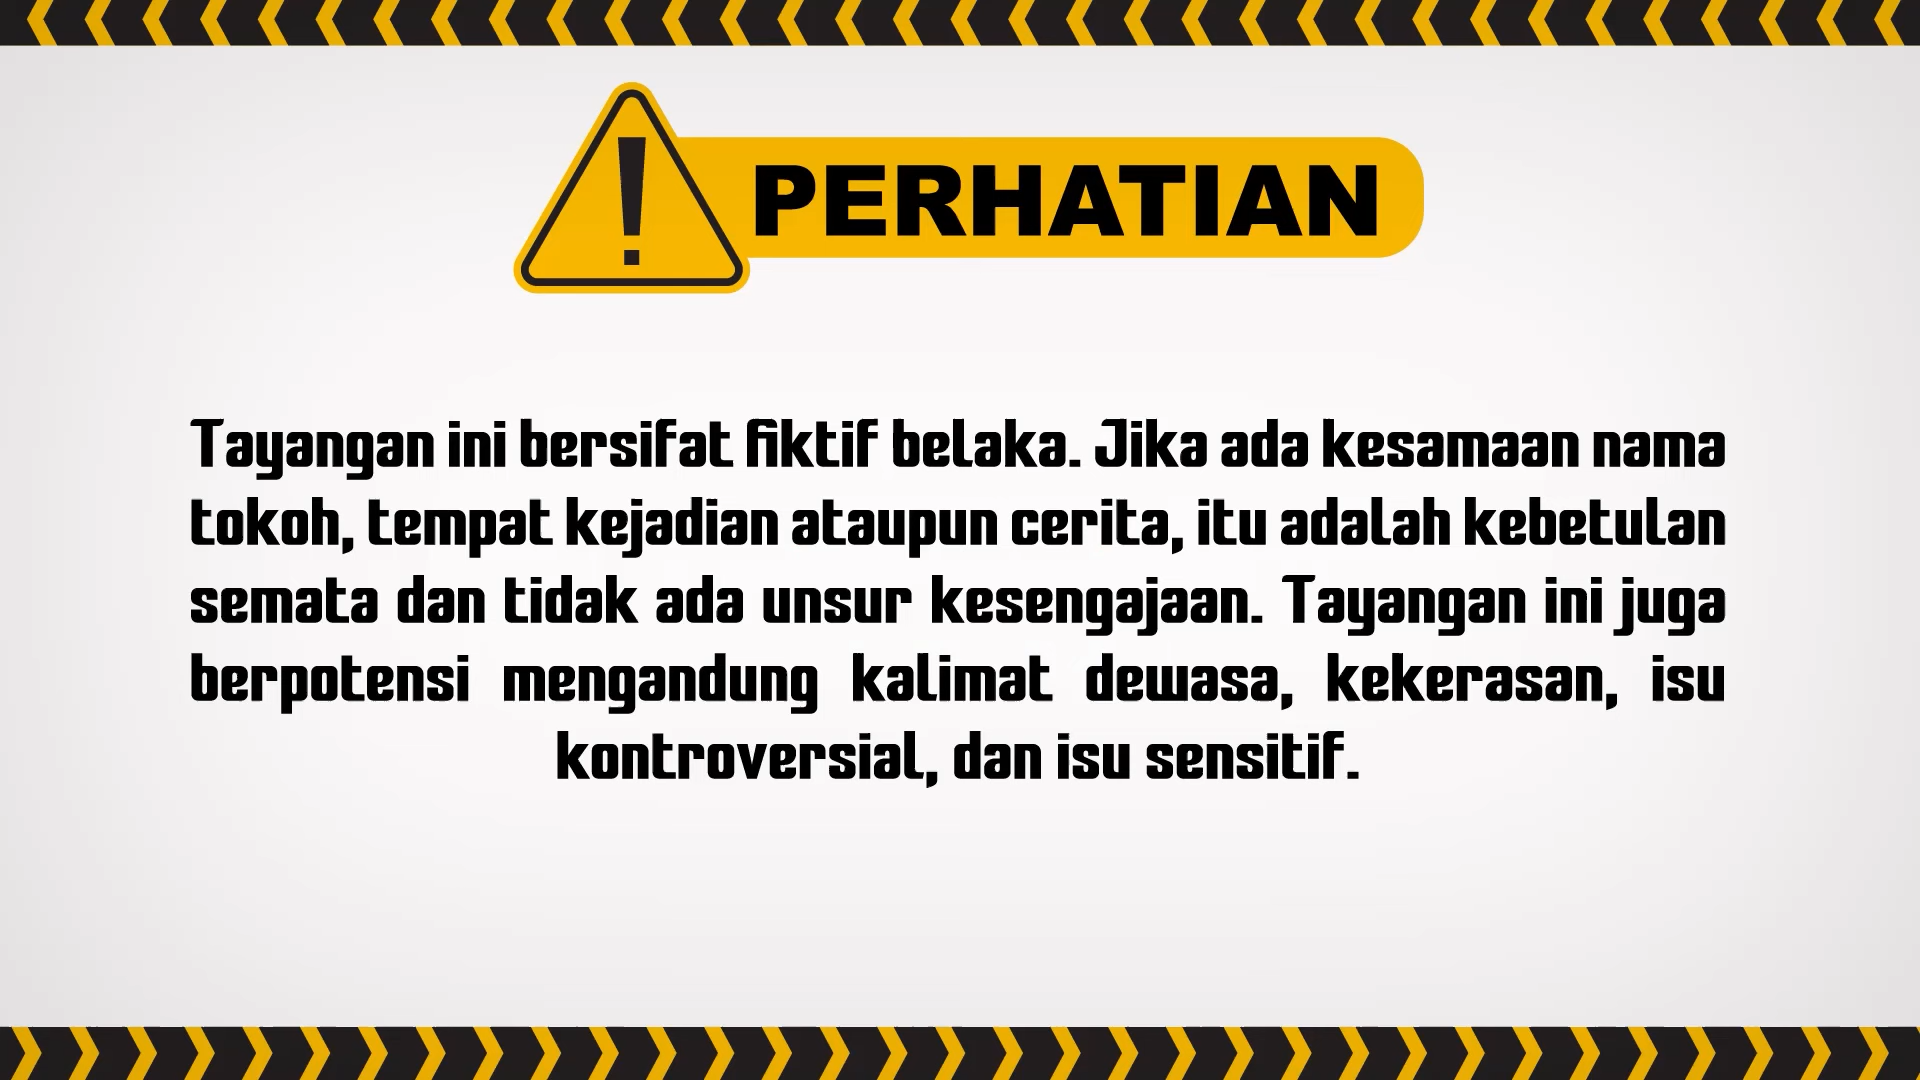 PERHATIAN
Tayangan ini bersifat fiktif belaka. Jika ada kesamaan nama
tokoh, tempat kejadian ataupun cerita, itu adalah kebetulan
semata dan tidak ada unsur kesengajaan. Tayangan ini juga
berpotensi mengandung kalimat dewasa, kekerasan, isu
kontroversial, dan isu sensitif.